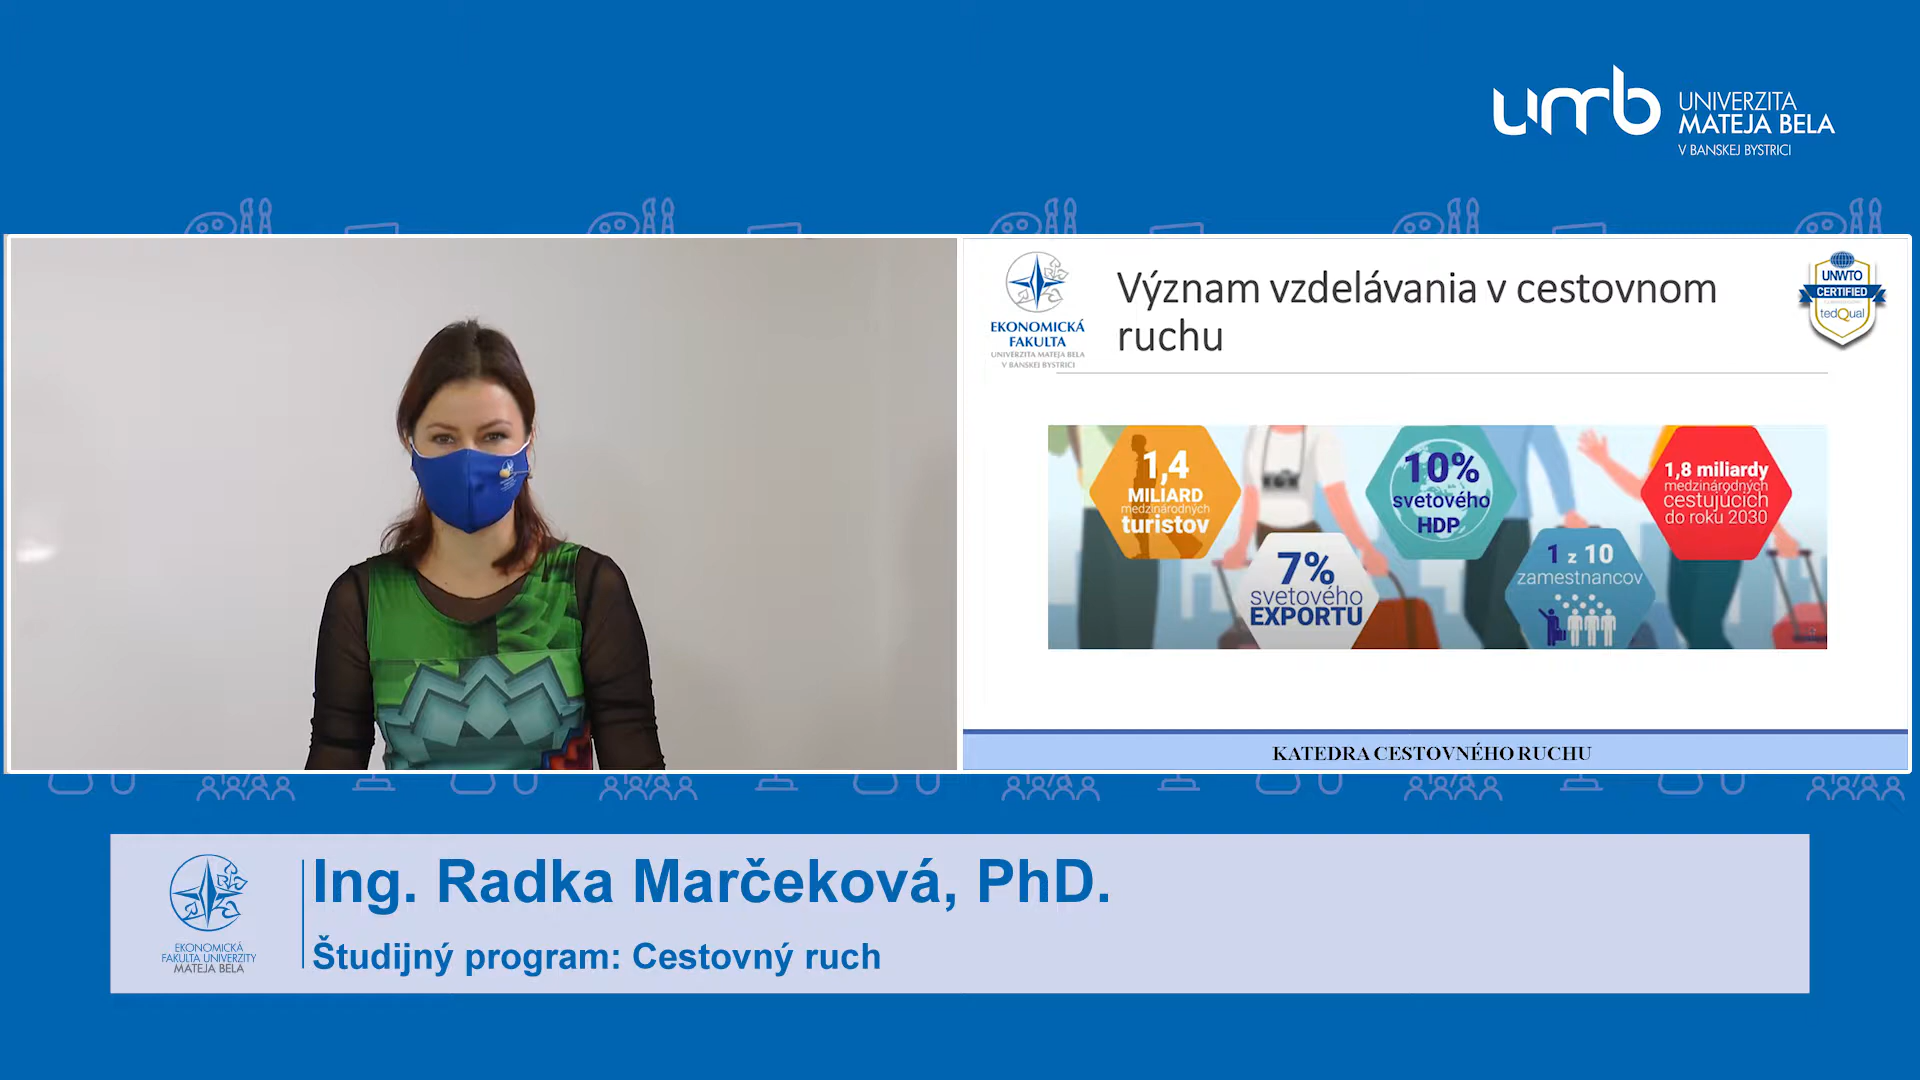 umb
UNIVERZITA
MATEJA BELA
V BANSKEJ BYSTRICI
EKONOMICKÁ
FAKULTA
UNIVERZITA MATEJA BELA
V BANSKEJ BYSTRICI
Význam vzdelávania v cestovnom
ruchu
UNWTO
CERTIFIED
tedQual
1,4
MILIARD
medzinárodných
turistov
7%
svetového
EXPORTU
10%
svetového
HDP
1 z 10
zamestnancov
1,8 miliardy
medzinárodných
cestujúcich
do roku 2030
KATEDRA CESTOVNÉHO RUCHU
EKONOMICKÁ
FAKULTA UNIVERZITY
MATEJA BELA
Ing. Radka Marčeková, PhD.
Študijný program: Cestovný ruch